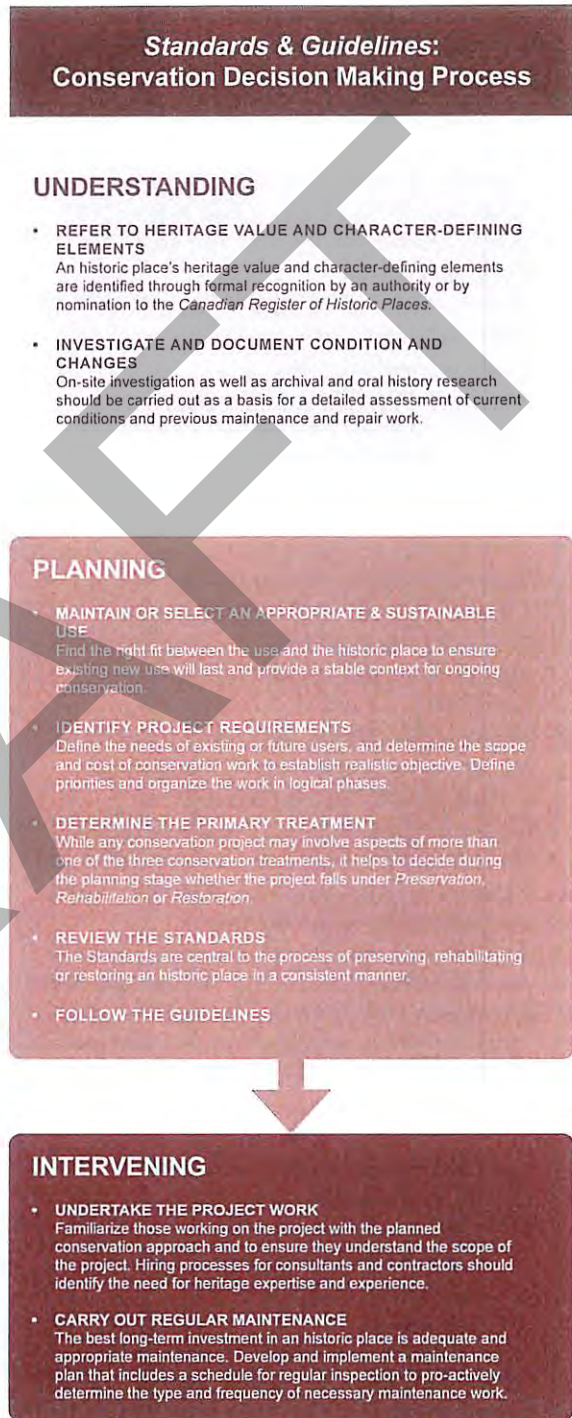 Standards & Guidelines:
Conservation Decision Making Process
UNDERSTANDING
• REFER TO HERITAGE VALUE AND CHARACTER-DEFINING
ELEMENTS
An historic place's heritage value and character-defining elements
are identified through formal recognition by an authority or by
nomination to the Canadian Register of Historic Places.
• INVESTIGATE AND DOCUMENT CONDITION AND
CHANGES
On-site investigation as well as archival and oral history research
should be carried out as a basis for a detailed assessment of current
conditions and previous maintenance and repair work.
PLANNING
• MAINTAIN OR SELECT AN APPROPRIATE & SUSTAINABLE
USE
Find the right fit between the use and the historic place to ensure
existing new use will last and provide a stable context for ongoing
conservation.
• IDENTIFY PROJECT REQUIREMENTS
Define the needs of existing or future users, and determine the scope
and cost of conservation work to establish realistic objective. Define
priorities and organize the work in logical phases.
• DETERMINE THE PRIMARY TREATMENT
While any conservation project may involve aspects of more than
one of the three conservation treatments, it helps to decide during
the planning stage whether the project falls under Preservation,
Rehabilitation or Restoration.
• REVIEW THE STANDARDS
The Standards are central to the process of preserving, rehabilitating
or restoring an historic place in a consistent manner.
• FOLLOW THE GUIDELINES
INTERVENING
• UNDERTAKE THE PROJECT WORK
Familiarize those working on the project with the planned
conservation approach and to ensure they understand the scope of
the project. Hiring processes for consultants and contractors should
identify the need for heritage expertise and experience.
• CARRY OUT REGULAR MAINTENANCE
The best long-term investment in an historic place is adequate and
appropriate maintenance. Develop and implement a maintenance
plan that includes a schedule for regular inspection to pro-actively
determine the type and frequency of necessary maintenance work.